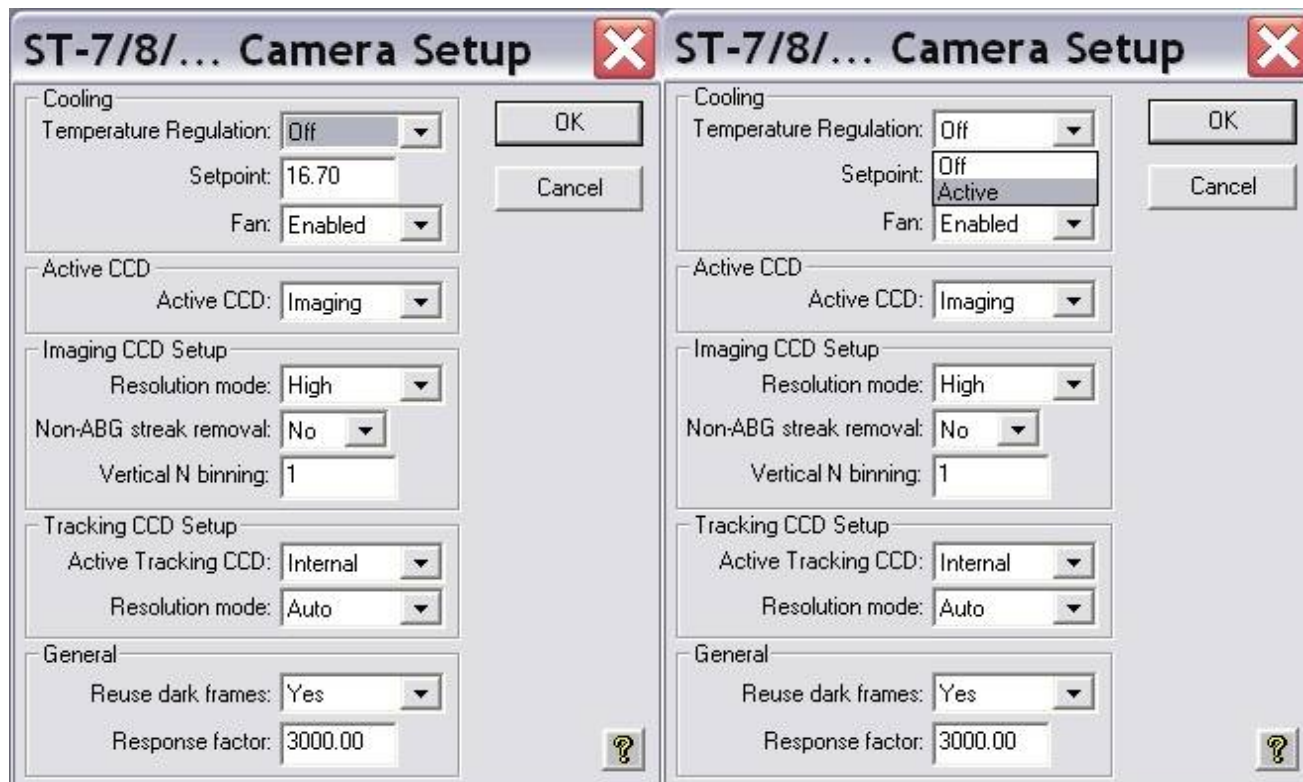 ST-7/8/... Camera Setup
Cooling
Temperature Regulation: Off
OK
Setpoint: 16.70
Cancel
Fan: Enabled
Active CCD
Active CCD: Imaging
Imaging CCD Setup
Resolution mode: High
Non-ABG streak removal: No
Vertical N binning: 1
Tracking CCD Setup
Active Tracking CCD: Internal
Resolution mode: Auto
General
Reuse dark frames: Yes
Response factor: 3000.00
?
ST-7/8/... Camera Setup
Cooling
Temperature Regulation: Off
OK
Setpoint: Off
Active
Cancel
Fan: Enabled
Active CCD
Active CCD: Imaging
Imaging CCD Setup
Resolution mode: High
Non-ABG streak removal: No
Vertical N binning: 1
Tracking CCD Setup
Active Tracking CCD: Internal
Resolution mode: Auto
General
Reuse dark frames: Yes
Response factor: 3000.00
?